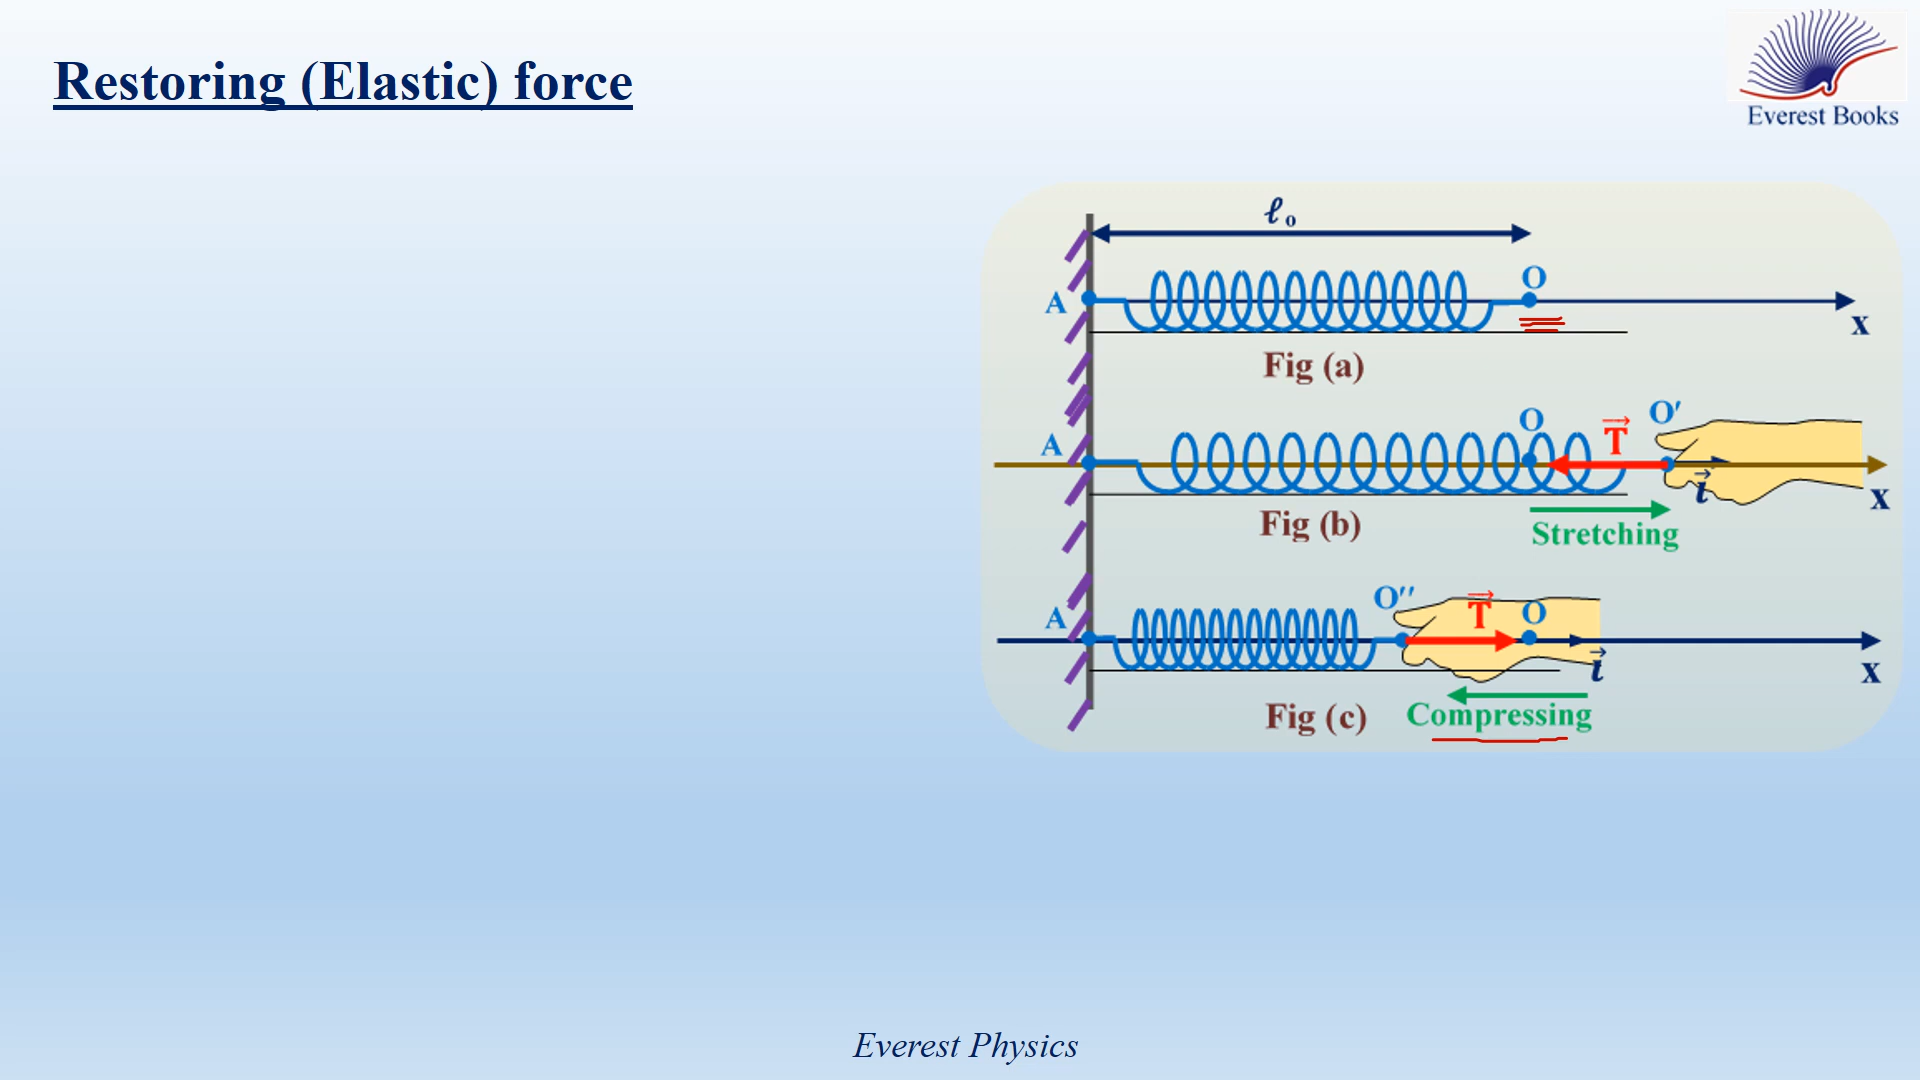 Restoring (Elastic) force
Everest Books
ℓ₀
A
O
x
Fig (a)
A
O
T⃗
O′
i⃗
x
Fig (b)
Stretching
A
O′′
T⃗
O
i⃗
x
Fig (c)
Compressing
Everest Physics